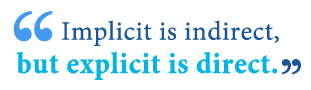 “Implicit is indirect,
but explicit is direct.”